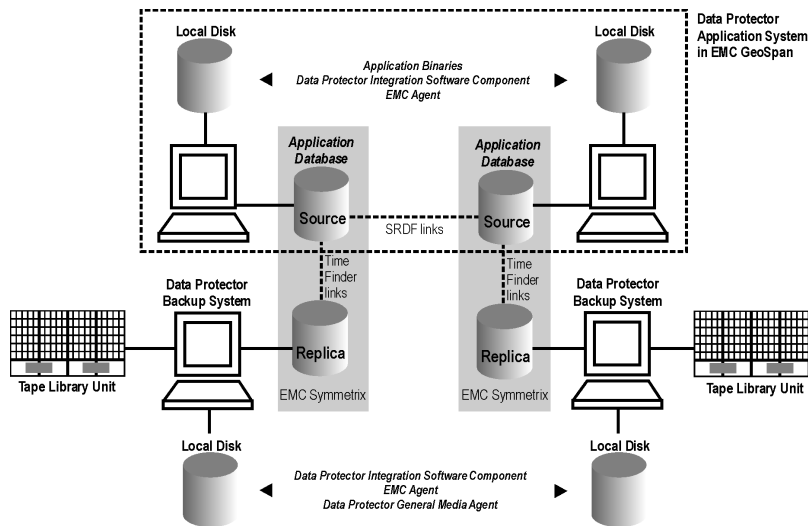 Data Protector
Application System
in EMC GeoSpan
Local Disk
Local Disk
Application Binaries
Data Protector Integration Software Component
EMC Agent
Application
Database
Application
Database
Source
Source
SRDF links
Time
Finder
links
Time
Finder
links
Data Protector
Backup System
Data Protector
Backup System
Replica
Replica
Tape Library Unit
Tape Library Unit
EMC Symmetrix
EMC Symmetrix
Local Disk
Local Disk
Data Protector Integration Software Component
EMC Agent
Data Protector General Media Agent